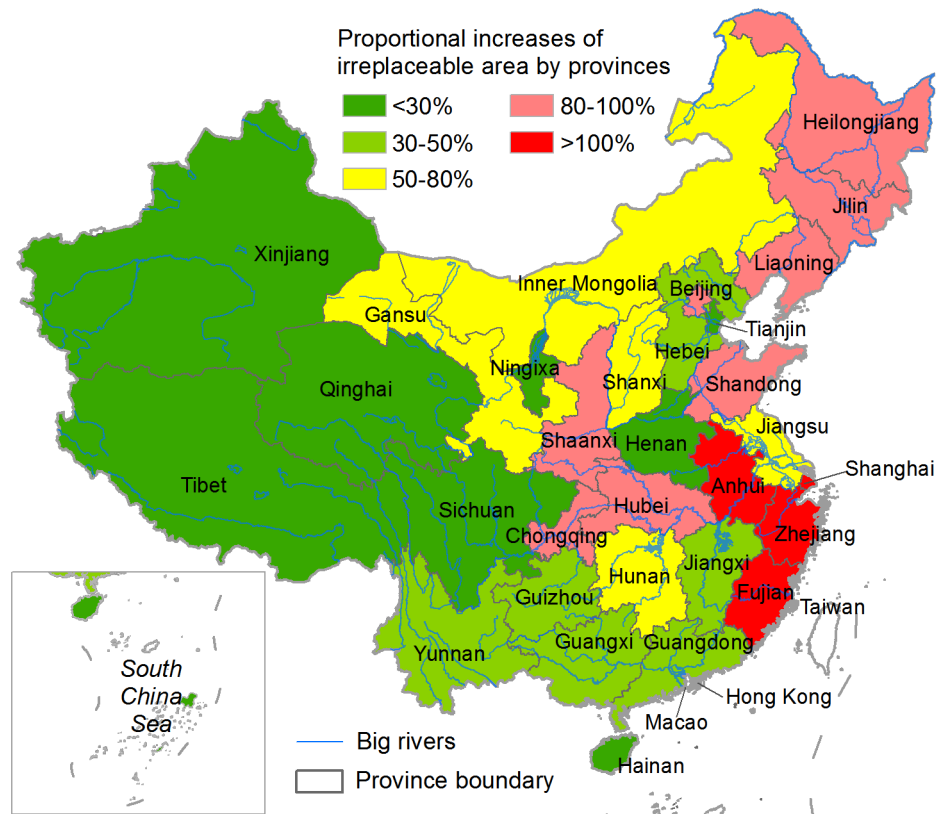 Proportional increases of
irreplaceable area by provinces
<30%
80-100%
30-50%
>100%
50-80%
Heilongjiang
Jilin
Liaoning
Xinjiang
Inner Mongolia
Beijing
Gansu
Tianjin
Hebei
Ningixa
Qinghai
Shanxi
Shandong
Jiangsu
Shaanxi
Henan
Shanghai
Tibet
Anhui
Sichuan
Hubei
Chongqing
Zhejiang
Jiangxi
Hunan
Fujian
Guizhou
Taiwan
Guangxi
Guangdong
Yunnan
South
China
Sea
Hong Kong
Macao
Big rivers
Hainan
Province boundary